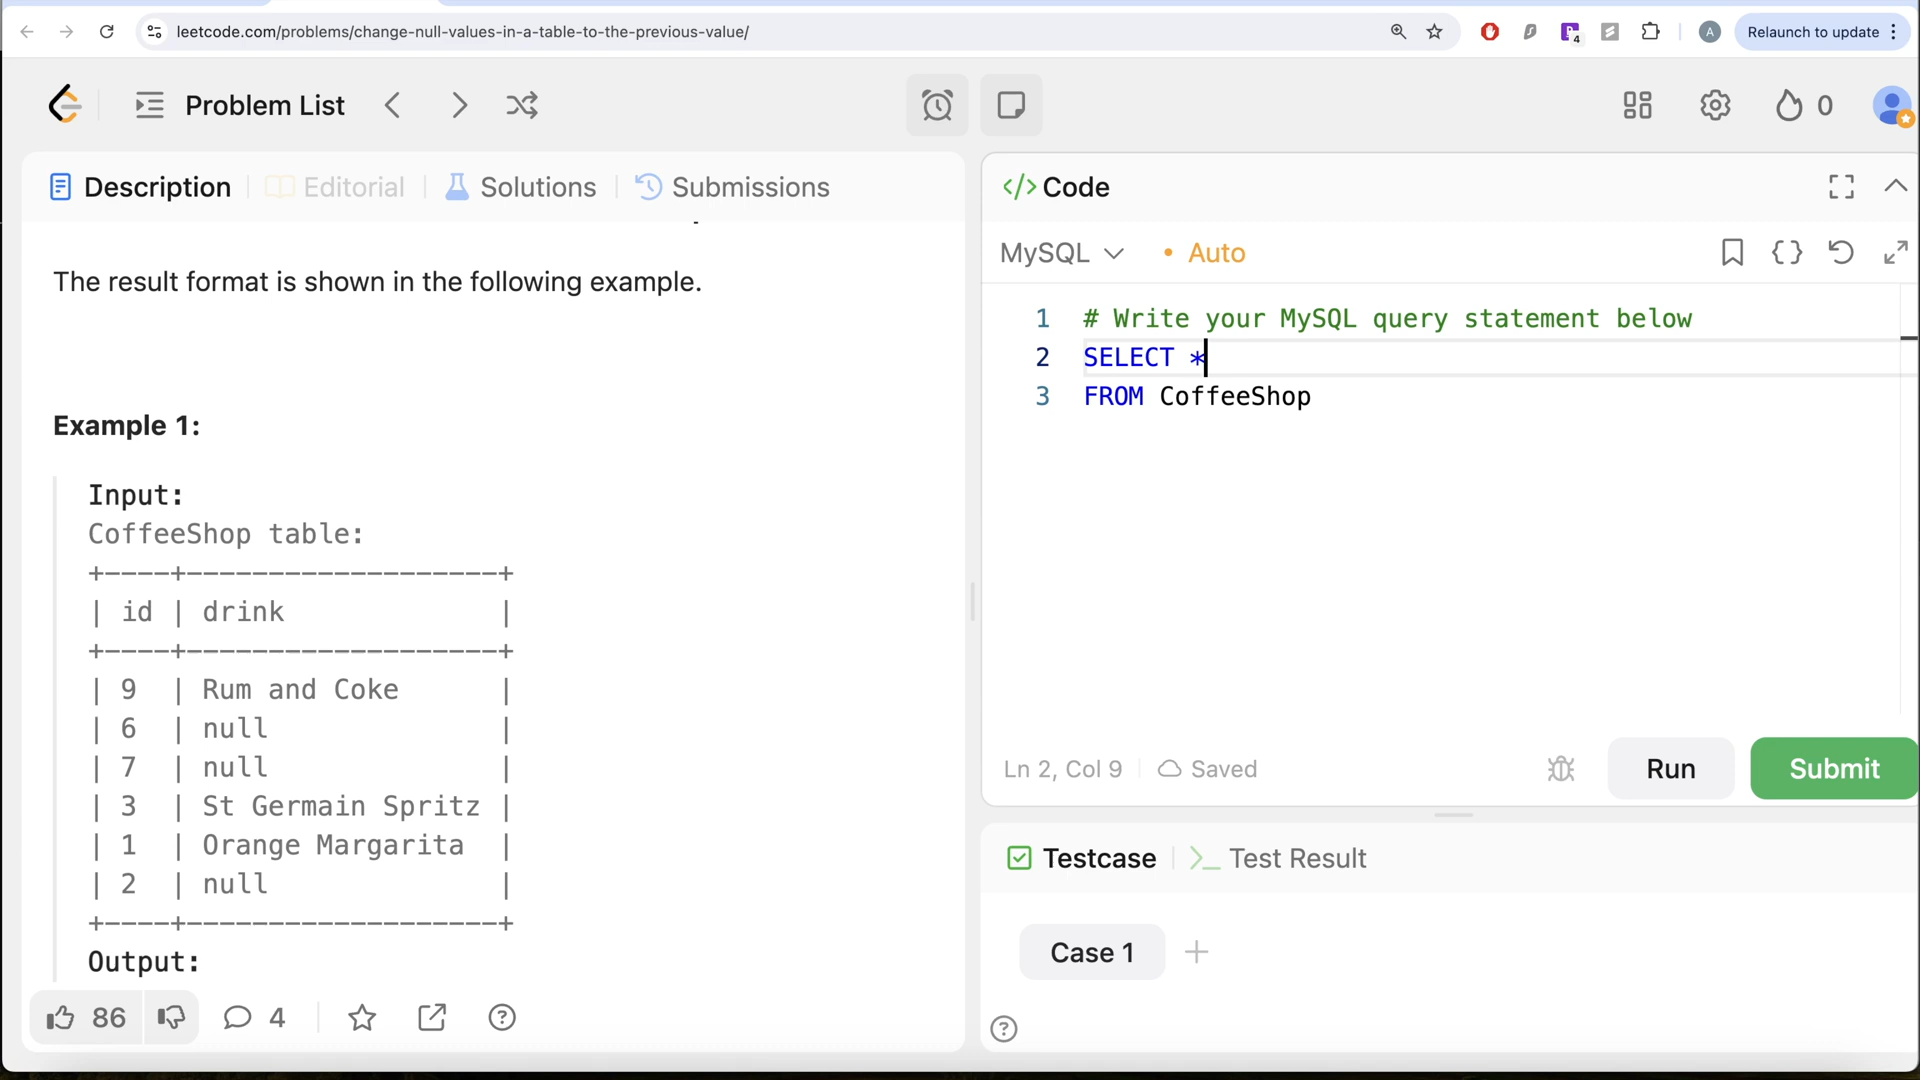 leetcode.com/problems/change-null-values-in-a-table-to-the-previous-value/
4
A
Relaunch to update
Problem List
0
Description
Editorial
Solutions
Submissions
The result format is shown in the following example.
Example 1:
Input:
CoffeeShop table:
+----+-------------------+
| id | drink             |
+----+-------------------+
| 9  | Rum and Coke      |
| 6  | null              |
| 7  | null              |
| 3  | St Germain Spritz |
| 1  | Orange Margarita  |
| 2  | null              |
+----+-------------------+
Output:
86
4
</> Code
MySQL
• Auto
1 # Write your MySQL query statement below
2 SELECT *
3 FROM CoffeeShop
Ln 2, Col 9
Saved
Run
Submit
Testcase
>_ Test Result
Case 1
+